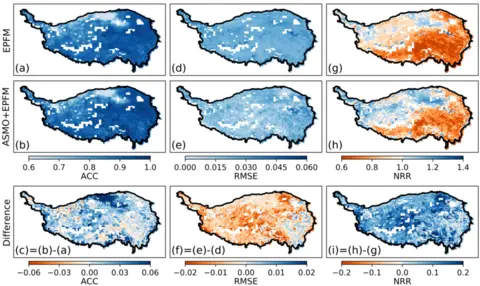 EPFM
(a)
(d)
(g)
ASMO+EPFM
(b)
(e)
(h)
0.6 0.7 0.8 0.9 1.0
ACC
0.000 0.015 0.030 0.045 0.060
RMSE
0.6 0.8 1.0 1.2 1.4
NRR
Difference
(c)=(b)-(a)
(f)=(e)-(d)
(i)=(h)-(g)
−0.06 −0.03 0.00 0.03 0.06
ACC
−0.02 −0.01 0.00 0.01 0.02
RMSE
−0.2 −0.1 0.0 0.1 0.2
NRR